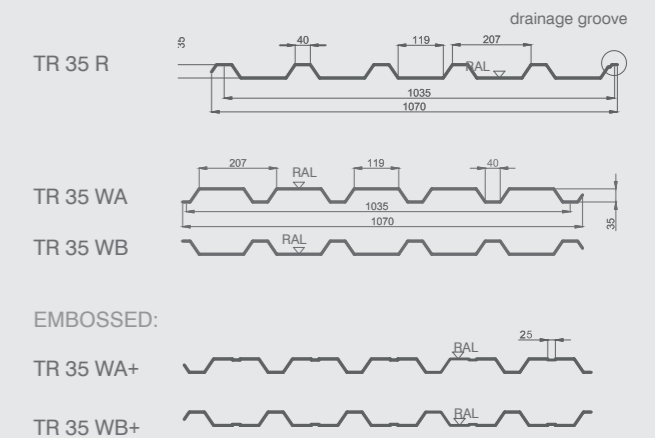 drainage groove
35 40 119 207
TR 35 R
RAL
1035
1070
207 RAL 119 40
TR 35 WA
1035
35
1070
TR 35 WB
RAL
EMBOSSED:
25
RAL
TR 35 WA+
RAL
TR 35 WB+